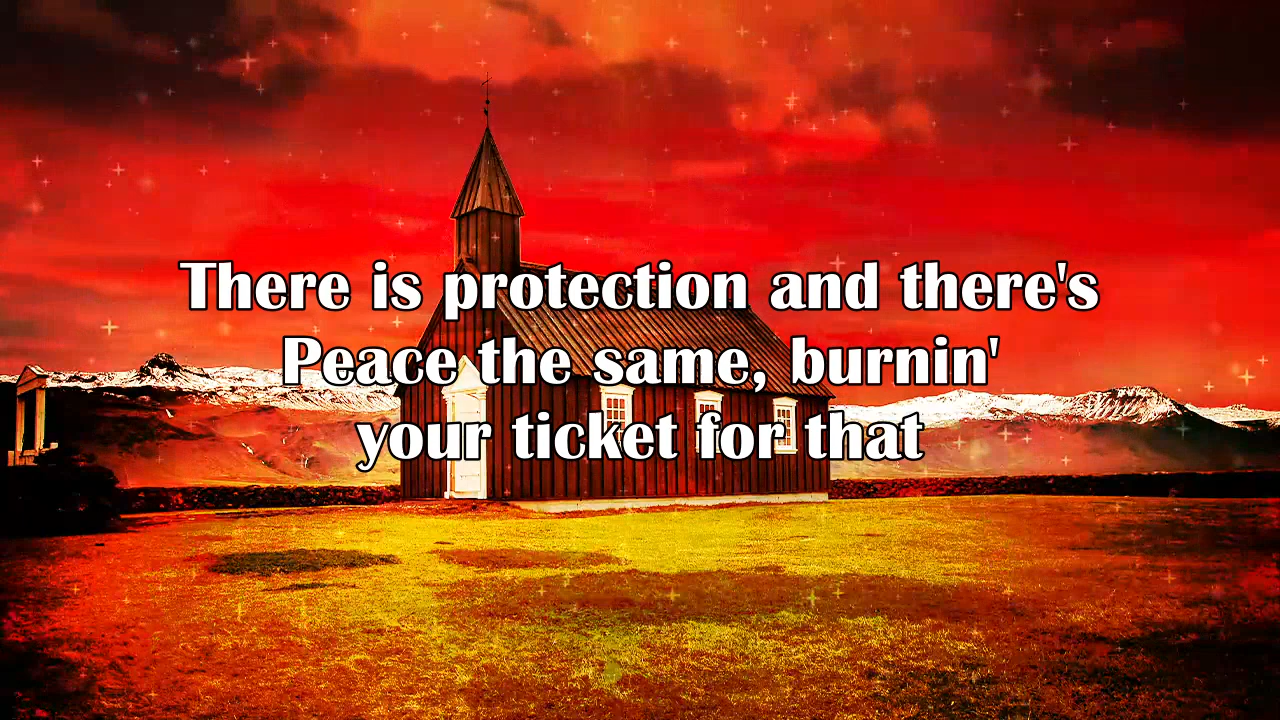 There is protection and there's
Peace the same, burnin'
your ticket for that